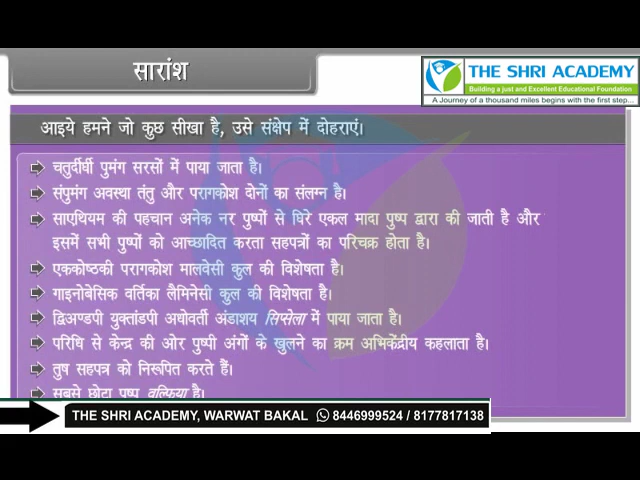 सारांश
THE SHRI ACADEMY
Building a just and Excellent Educational Foundation
A Journey of a thousand miles begins with the first step...
आइये हमने जो कुछ सीखा है, उसे संक्षेप में दोहराएं।
चतुर्दीर्घी पुमंग सरसों में पाया जाता है।
संपुमंग अवस्था तंतु और परागकोश दोनों का संलग्न है।
साएथियम की पहचान अनेक नर पुष्पों से घिरे एकल मादा पुष्प द्वारा की जाती है और
इसमें सभी पुष्पों को आच्छादित करता सहपत्रों का परिचक्र होता है।
एककोष्ठकी परागकोश मालवेसी कुल की विशेषता है।
गाइनोबेसिक वर्तिका लैमिनेसी कुल की विशेषता है।
द्विअण्डपी युक्तांडपी अधोवर्ती अंडाशय सिफेला में पाया जाता है।
परिधि से केन्द्र की ओर पुष्पी अंगों के खुलने का क्रम अभिकेंद्रीय कहलाता है।
तुष सहपत्र को निरूपित करते हैं।
सबसे छोटा पुष्प वुल्फिया है।
THE SHRI ACADEMY, WARWAT BAKAL 8446999524 / 8177817138